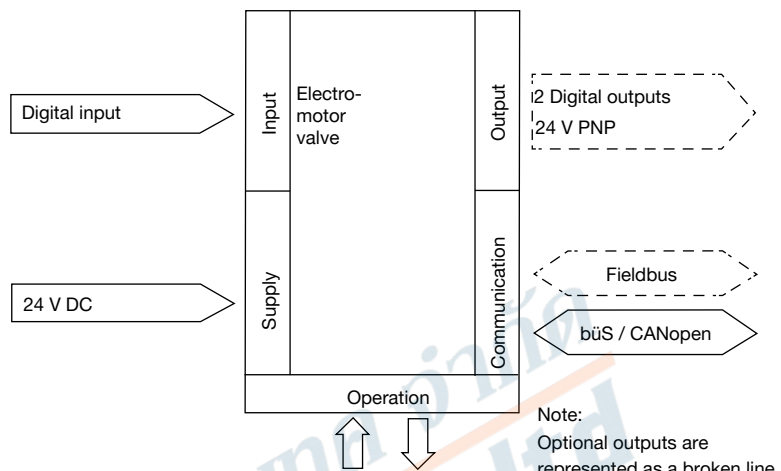 Digital input
Input
Electro-
motor
valve
Output
2 Digital outputs
24 V PNP
24 V DC
Supply
Communication
Fieldbus
büS / CANopen
Operation
Note:
Optional outputs are
represented as a broken line
ltd